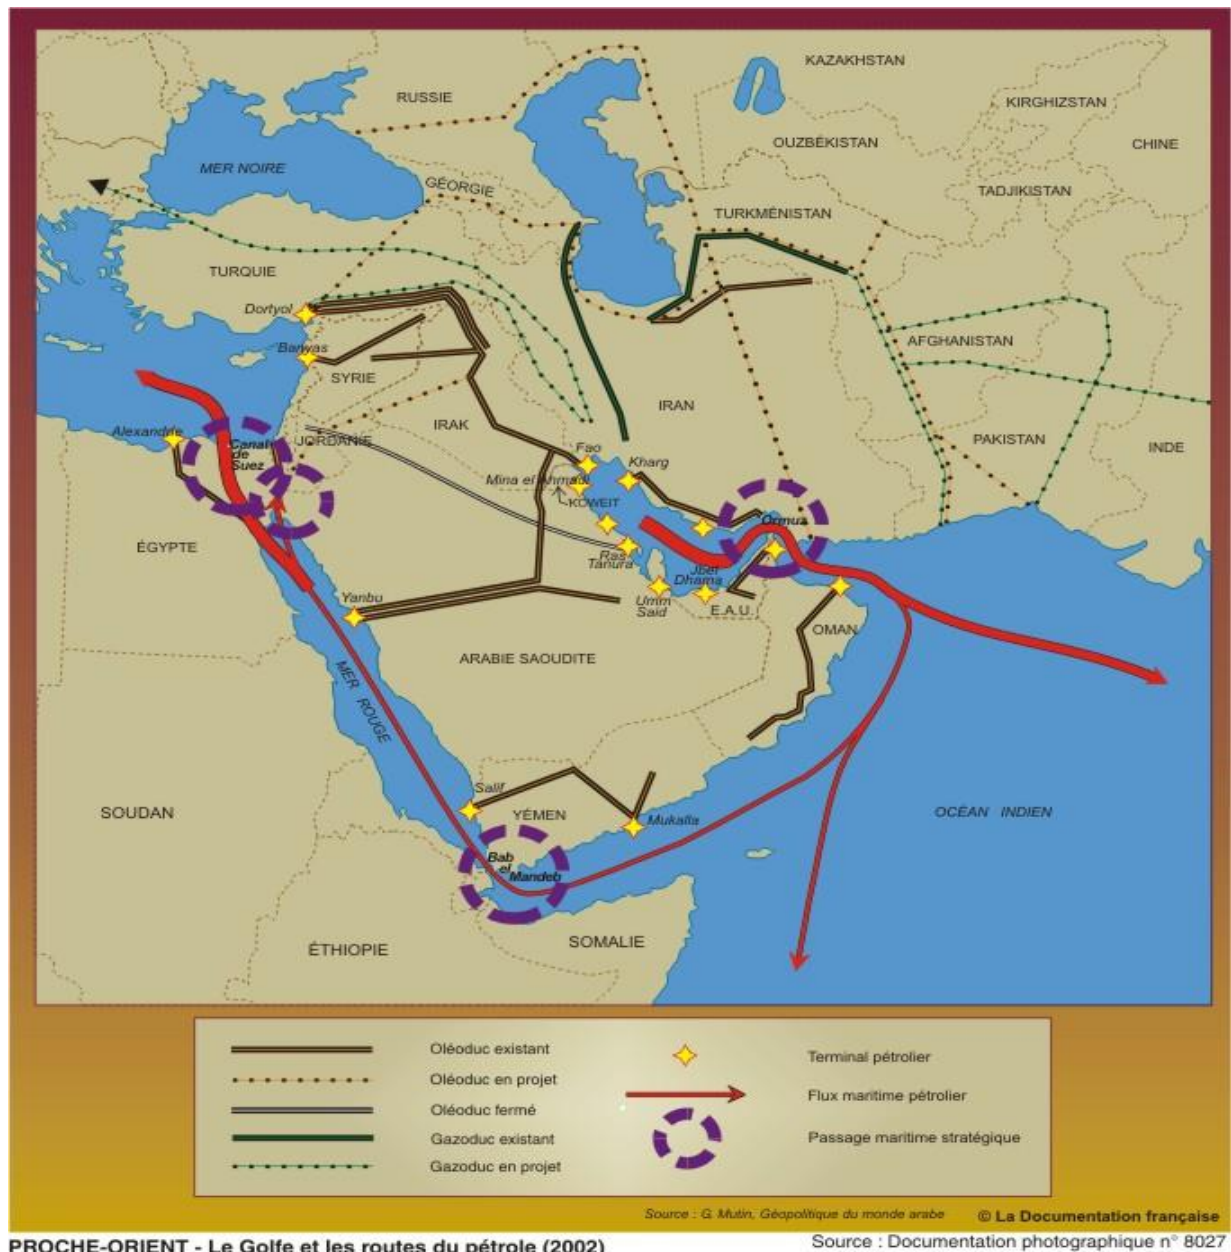 KAZAKHSTAN
RUSSIE
KIRGHIZSTAN
OUZBÉKISTAN
CHINE
MER NOIRE
GÉORGIE
TADJIKISTAN
TURKMÉNISTAN
TURQUIE
Dortyol
AFGHANISTAN
Banyas
SYRIE
IRAN
Alexandrie
Canal
de
Suez
JORDANIE
IRAK
PAKISTAN
INDE
Fao
Kharg
Mina el Ahmadi
KOWEIT
Ormuz
ÉGYPTE
Ras
Tanura
Jbel
Dhama
Umm
Said
E.A.U.
Yanbu
OMAN
ARABIE SAOUDITE
MER ROUGE
Salif
SOUDAN
YÉMEN
Mukalla
OCÉAN INDIEN
Bab
el
Mandeb
ÉTHIOPIE
SOMALIE
Oléoduc existant
Oléoduc en projet
Oléoduc fermé
Gazoduc existant
Gazoduc en projet
Terminal pétrolier
Flux maritime pétrolier
Passage maritime stratégique
Source : G. Mutin, Géopolitique du monde arabe
© La Documentation française
PROCHE-ORIENT - Le Golfe et les routes du pétrole (2002)
Source : Documentation photographique n° 8027